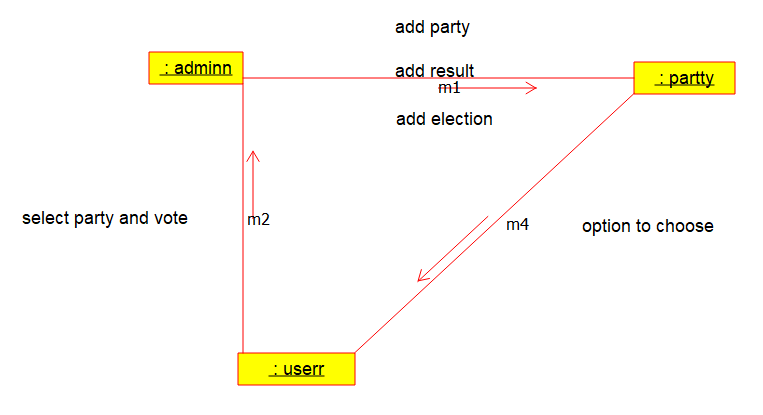 add party
: adminn
add result
: partty
m1
add election
select party and vote
m2
m4
option to choose
: userr